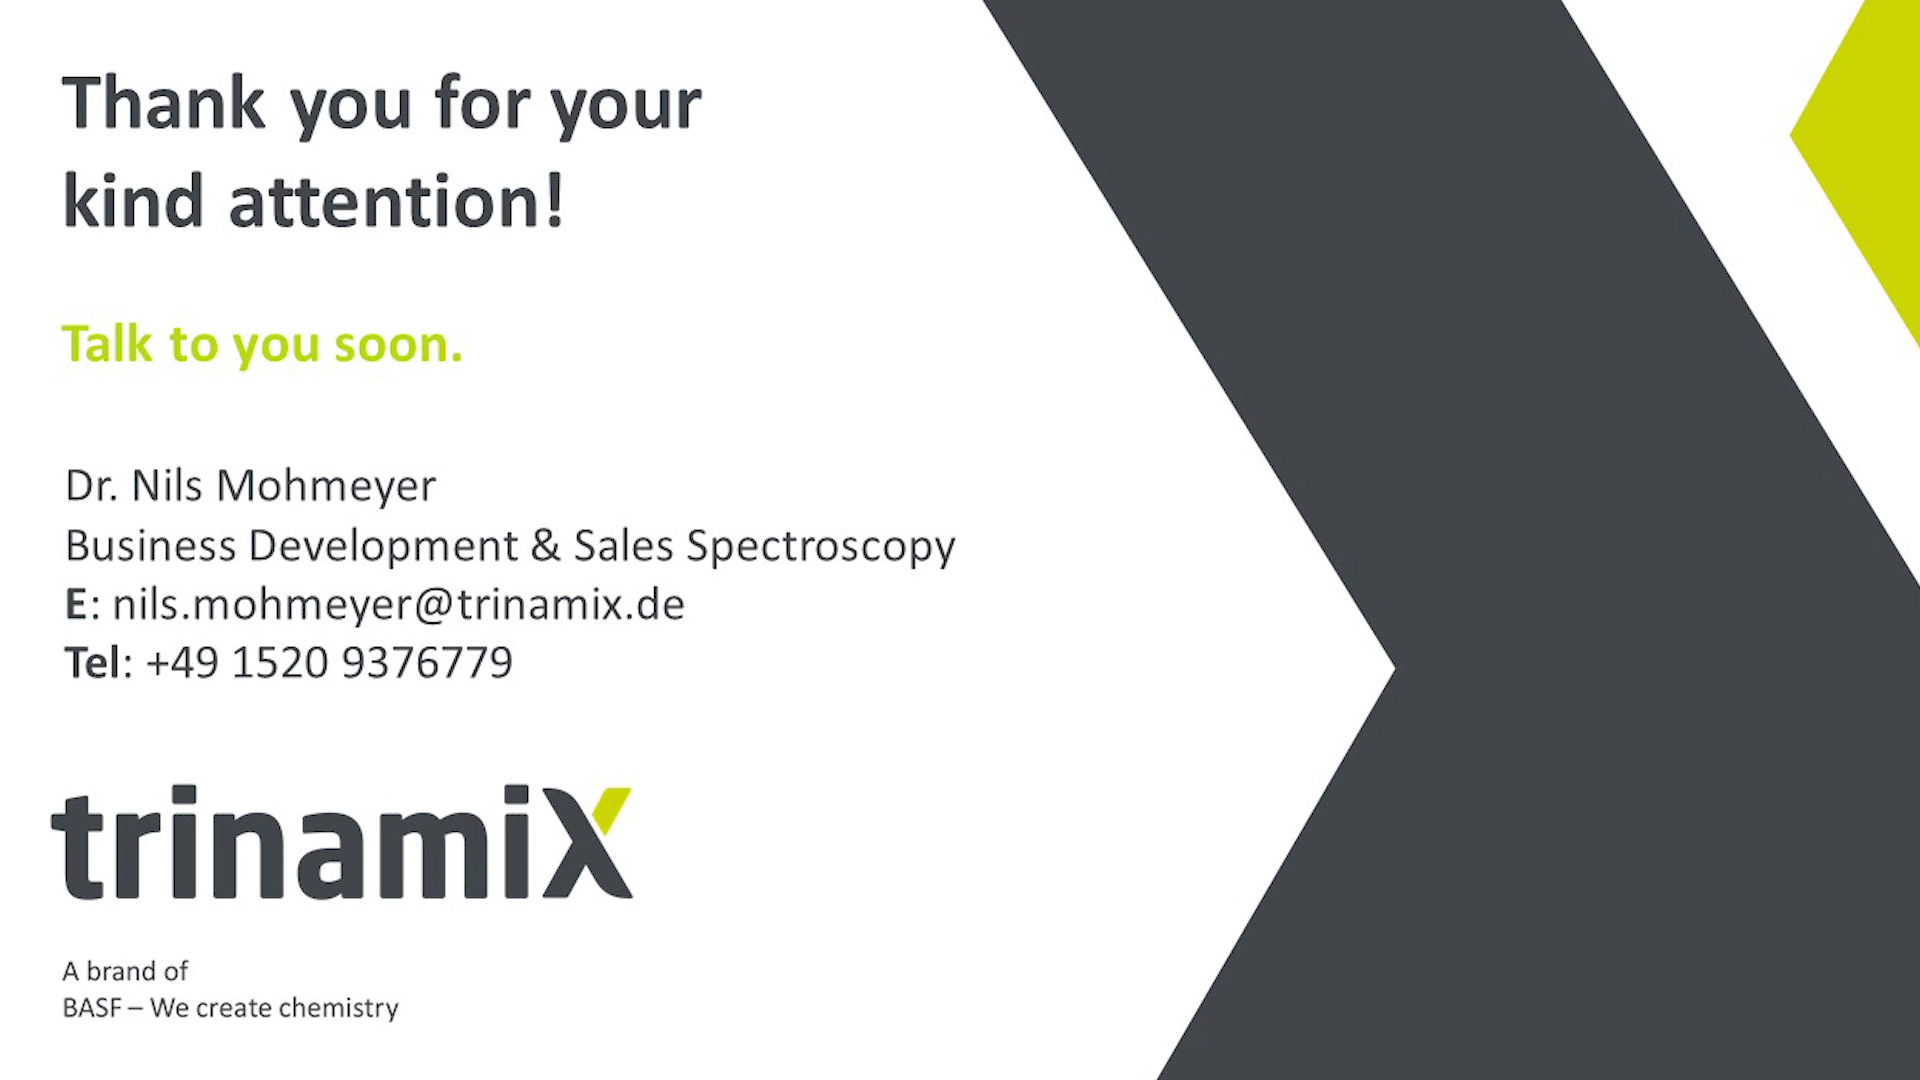 Thank you for your
kind attention!
Talk to you soon.
Dr. Nils Mohmeyer
Business Development & Sales Spectroscopy
E: nils.mohmeyer@trinamix.de
Tel: +49 1520 9376779
trinamiX
A brand of
BASF – We create chemistry